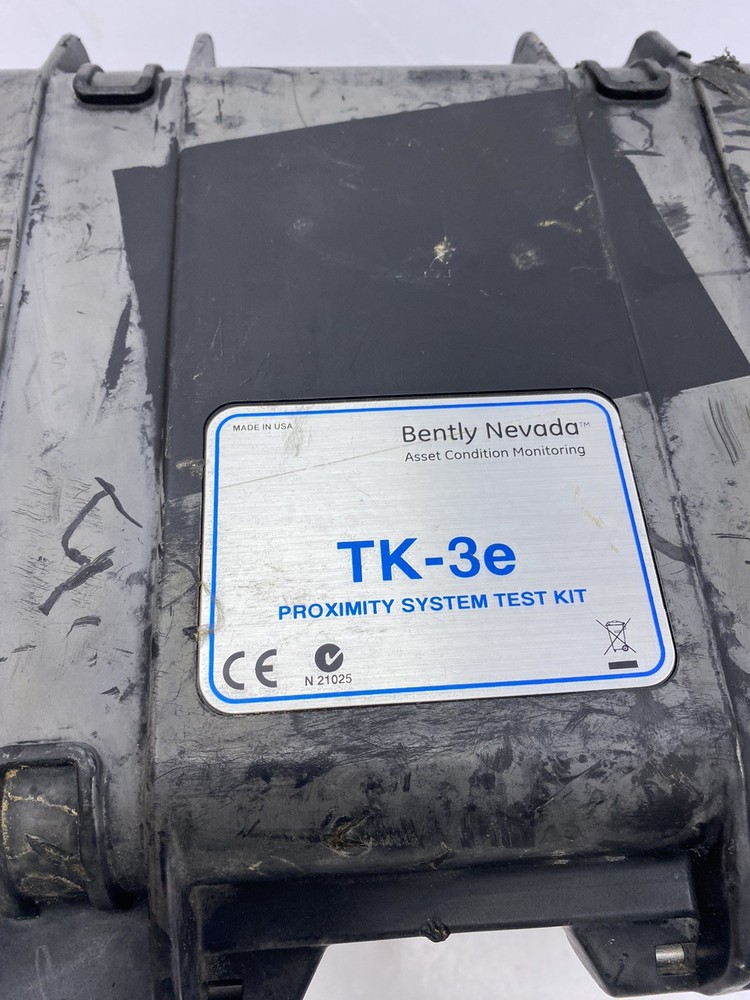 MADE IN USA
Bently Nevada™
Asset Condition Monitoring
TK-3e
PROXIMITY SYSTEM TEST KIT
CE
N 21025